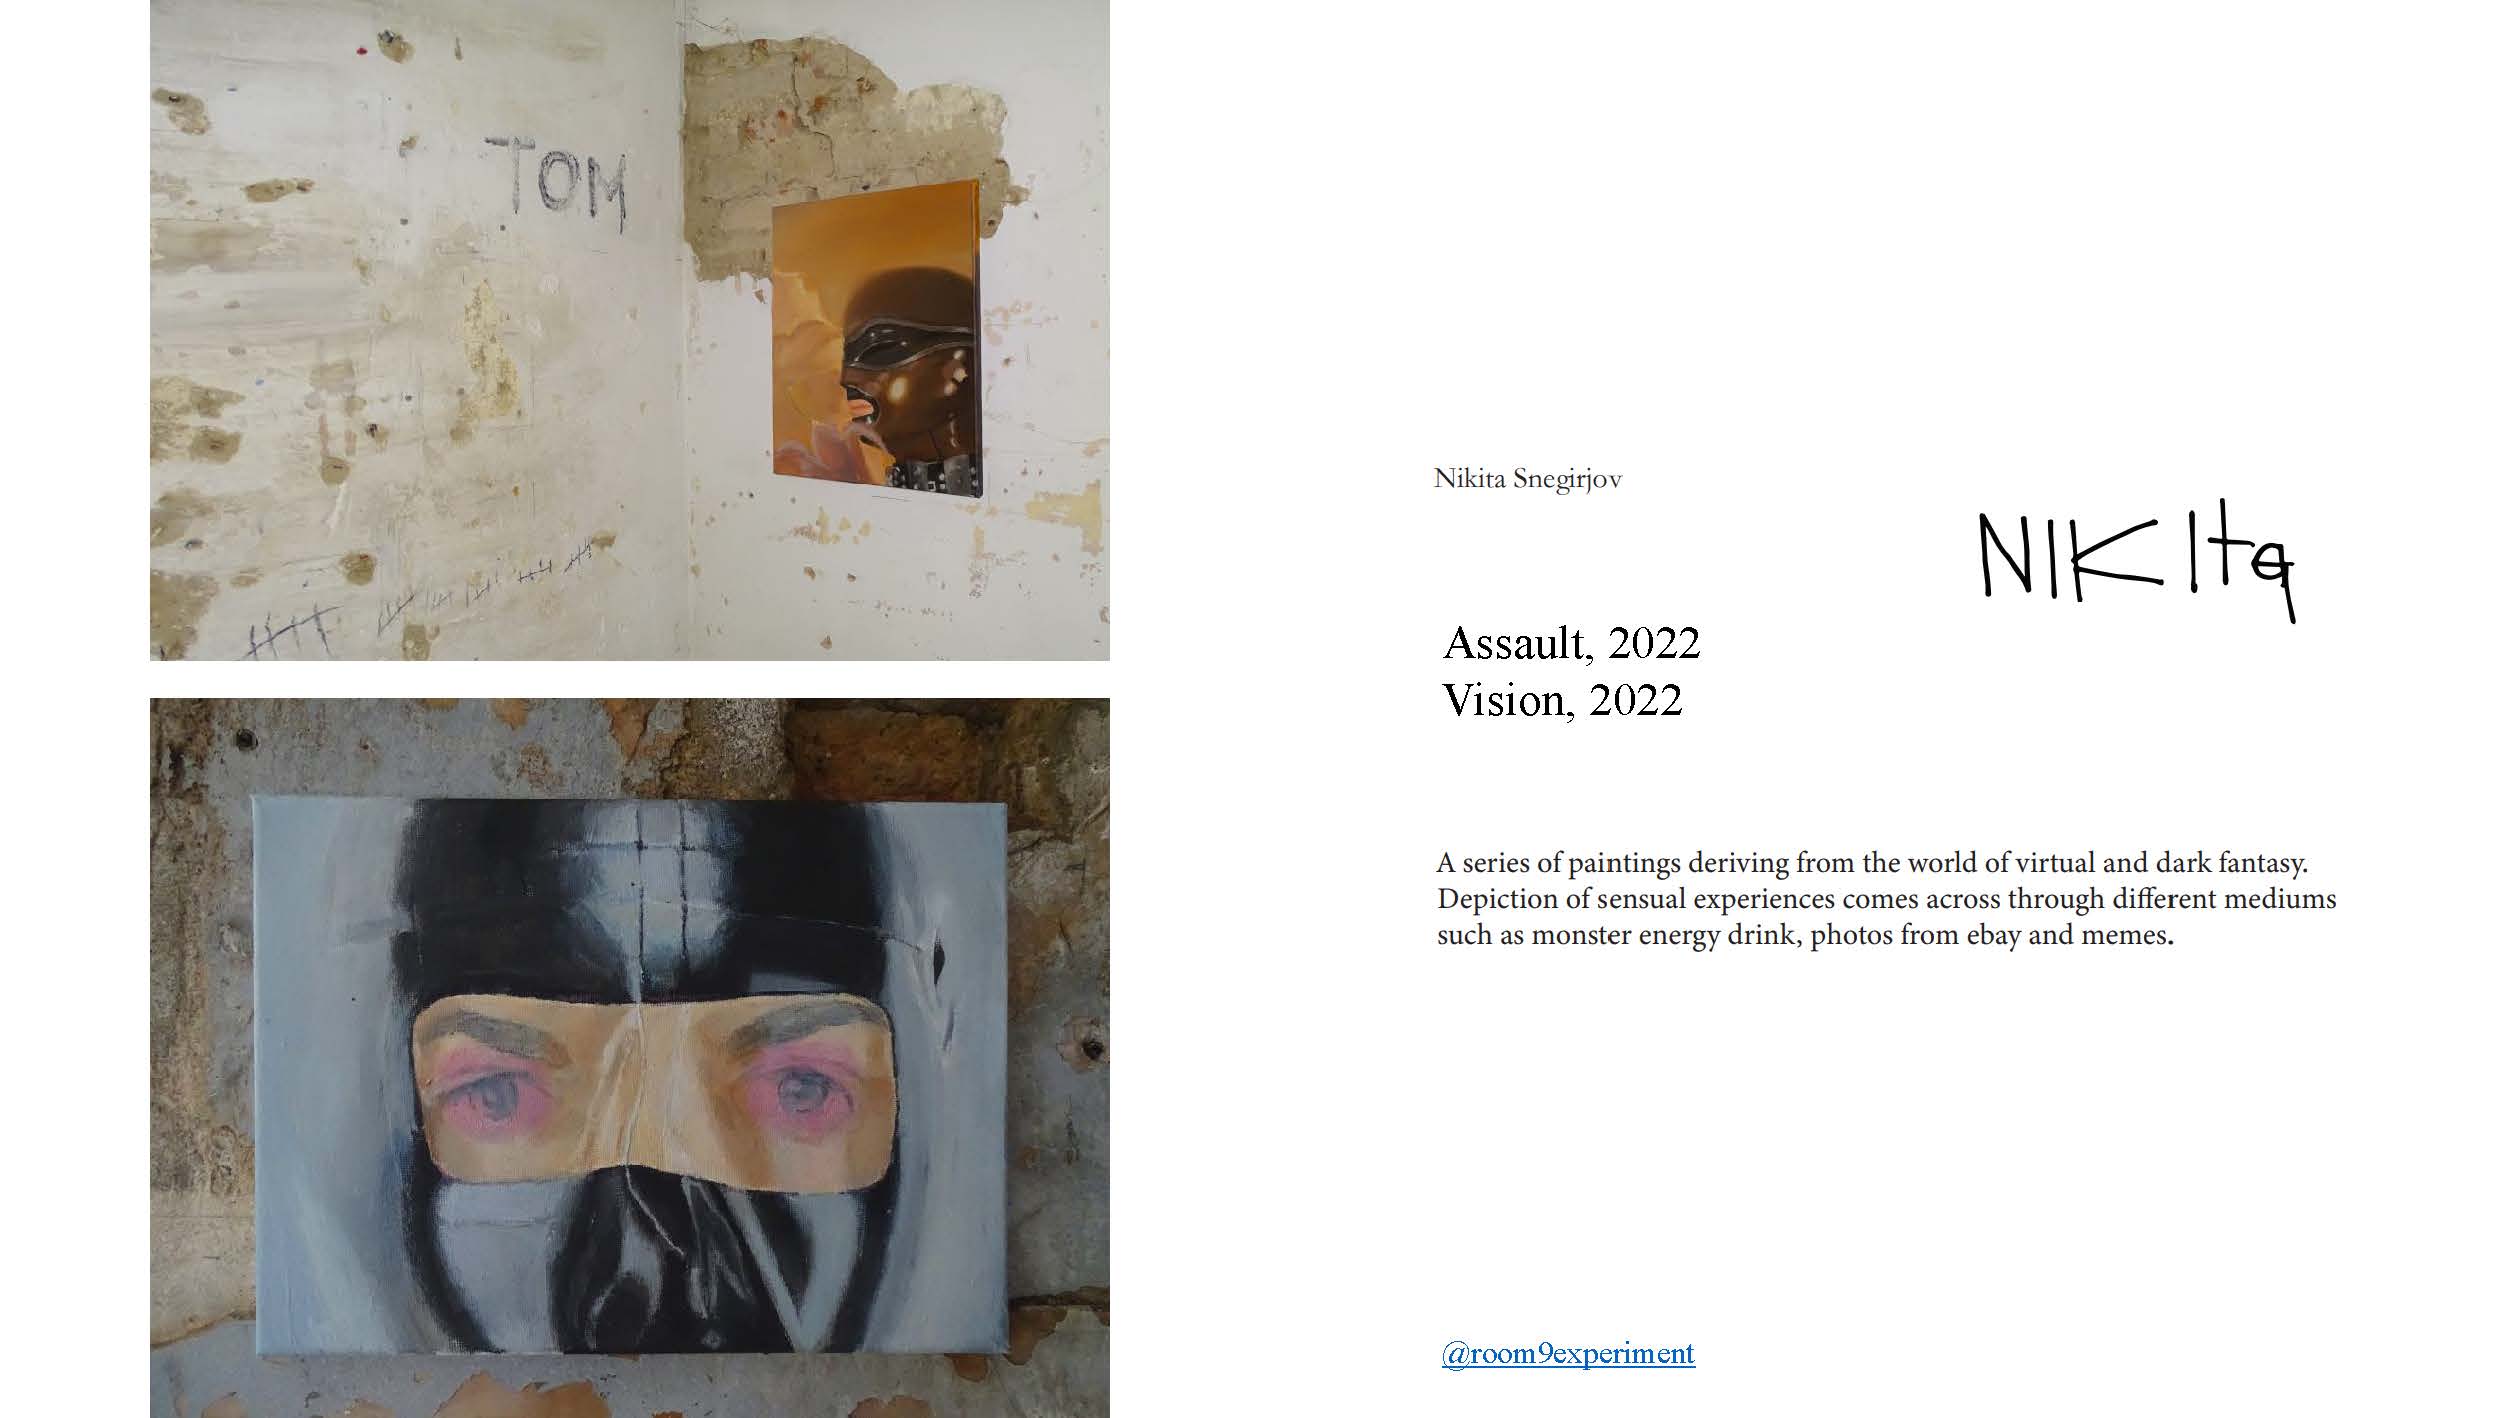 TOM
Nikita Snegirjov
NIKIta
Assault, 2022
Vision, 2022
A series of paintings deriving from the world of virtual and dark fantasy.
Depiction of sensual experiences comes across through different mediums
such as monster energy drink, photos from ebay and memes.
@room9experiment